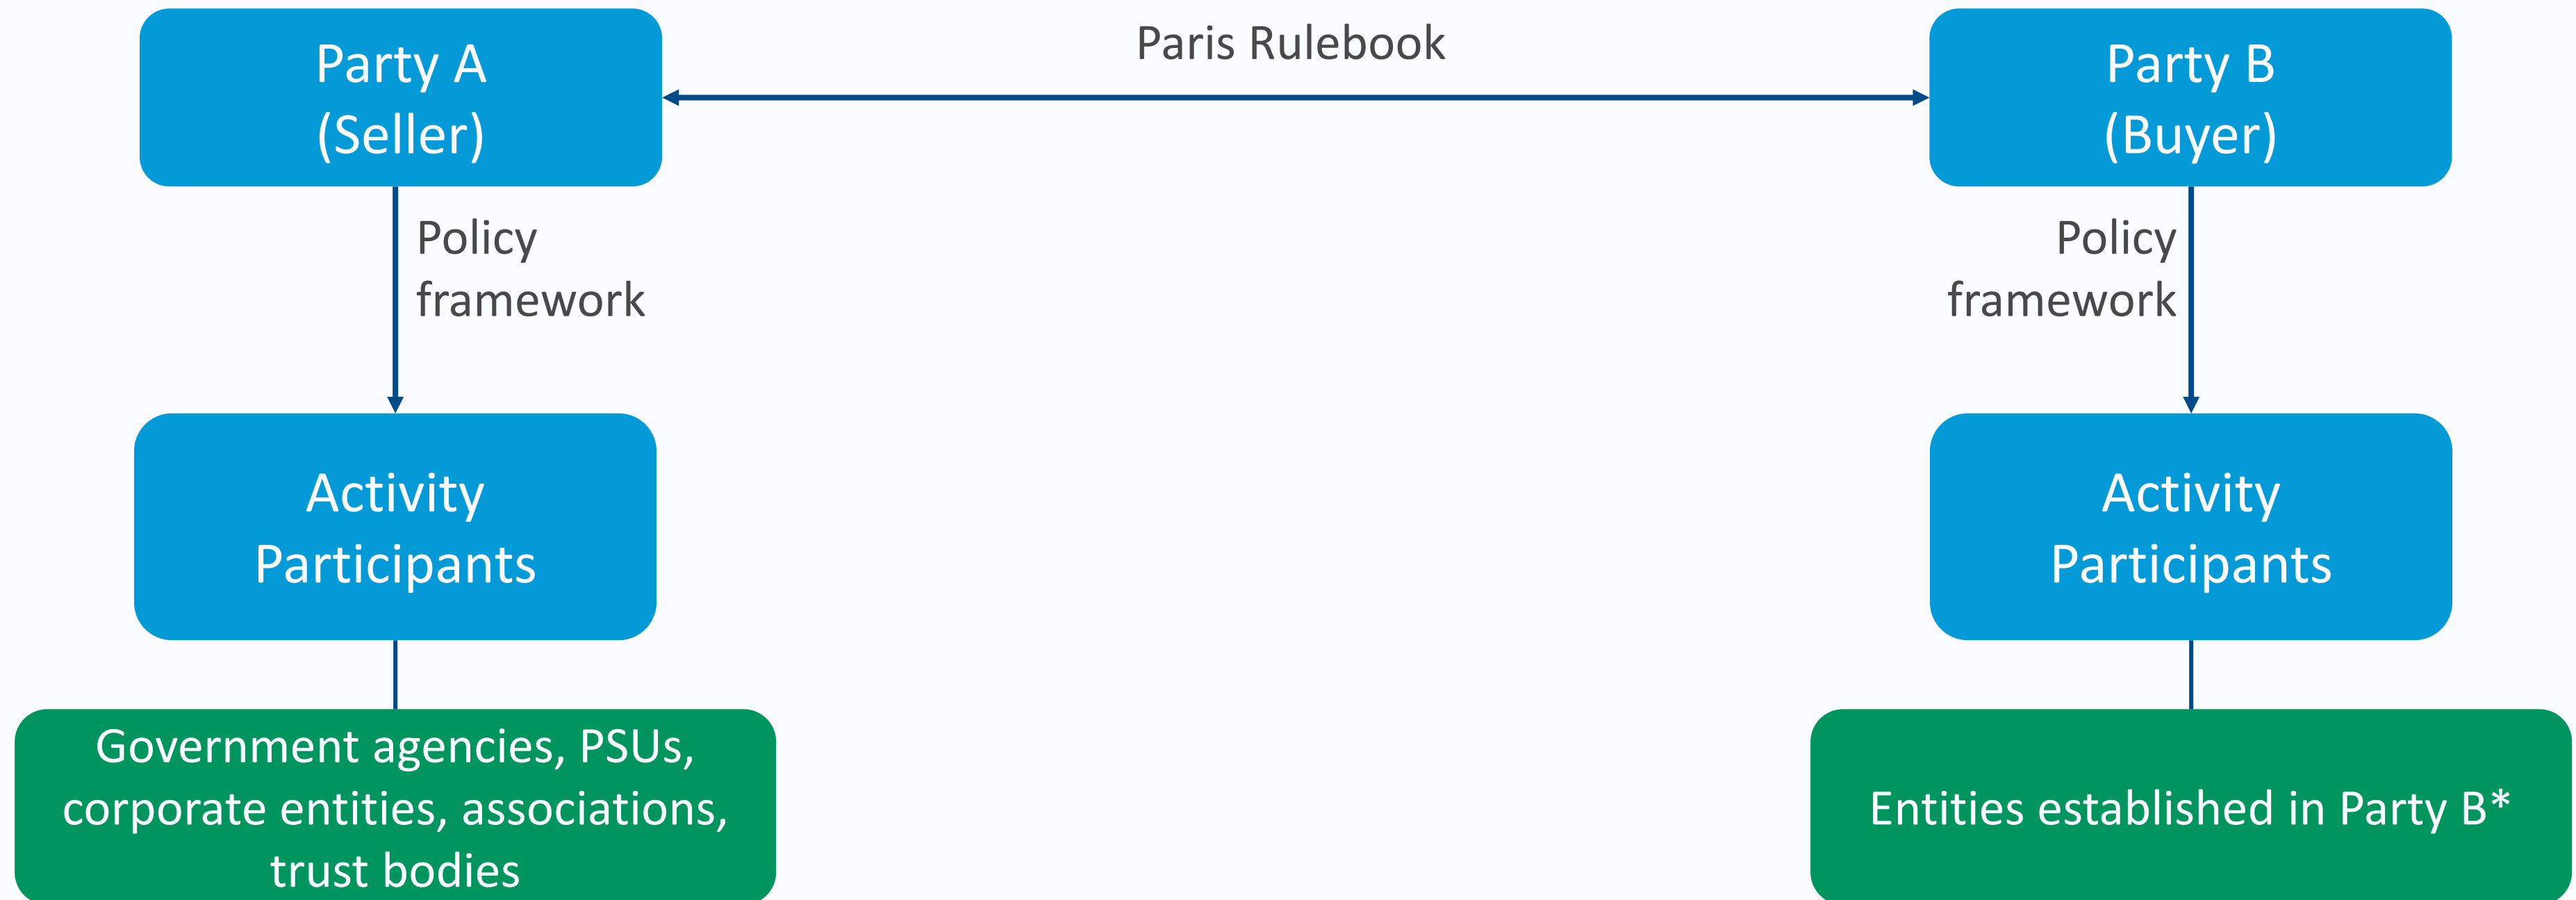 Party A
(Seller)
Paris Rulebook
Party B
(Buyer)
Policy
framework
Policy
framework
Activity
Participants
Activity
Participants
Government agencies, PSUs,
corporate entities, associations,
trust bodies
Entities established in Party B*